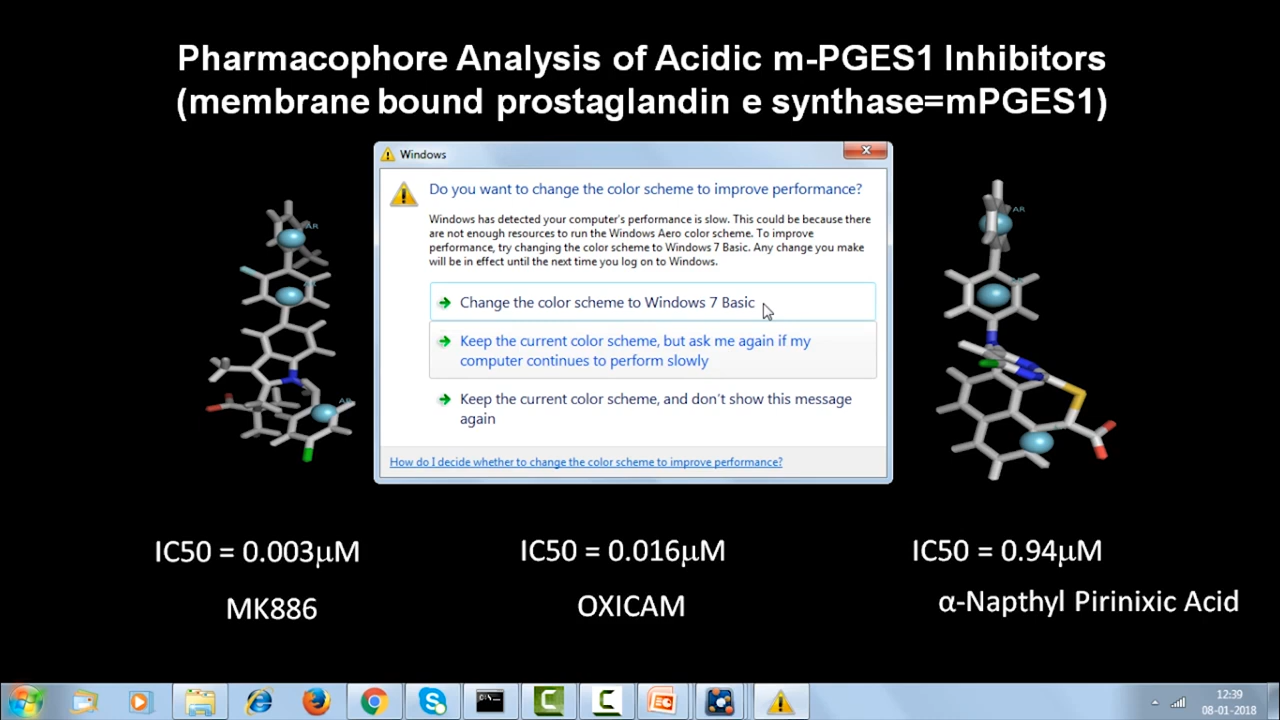 Pharmacophore Analysis of Acidic m-PGES1 Inhibitors
(membrane bound prostaglandin e synthase=mPGES1)
Windows
Do you want to change the color scheme to improve performance?
Windows has detected your computer's performance is slow. This could be because there
are not enough resources to run the Windows Aero color scheme. To improve
performance, try changing the color scheme to Windows 7 Basic. Any change you make
will be in effect until the next time you log on to Windows.
Change the color scheme to Windows 7 Basic
Keep the current color scheme, but ask me again if my
computer continues to perform slowly
Keep the current color scheme, and don't show this message
again
How do I decide whether to change the color scheme to improve performance?
AR
AR
AR
IC50 = 0.003μM
IC50 = 0.016μM
IC50 = 0.94μM
MK886
OXICAM
α-Napthyl Pirinixic Acid
12:39
08-01-2018